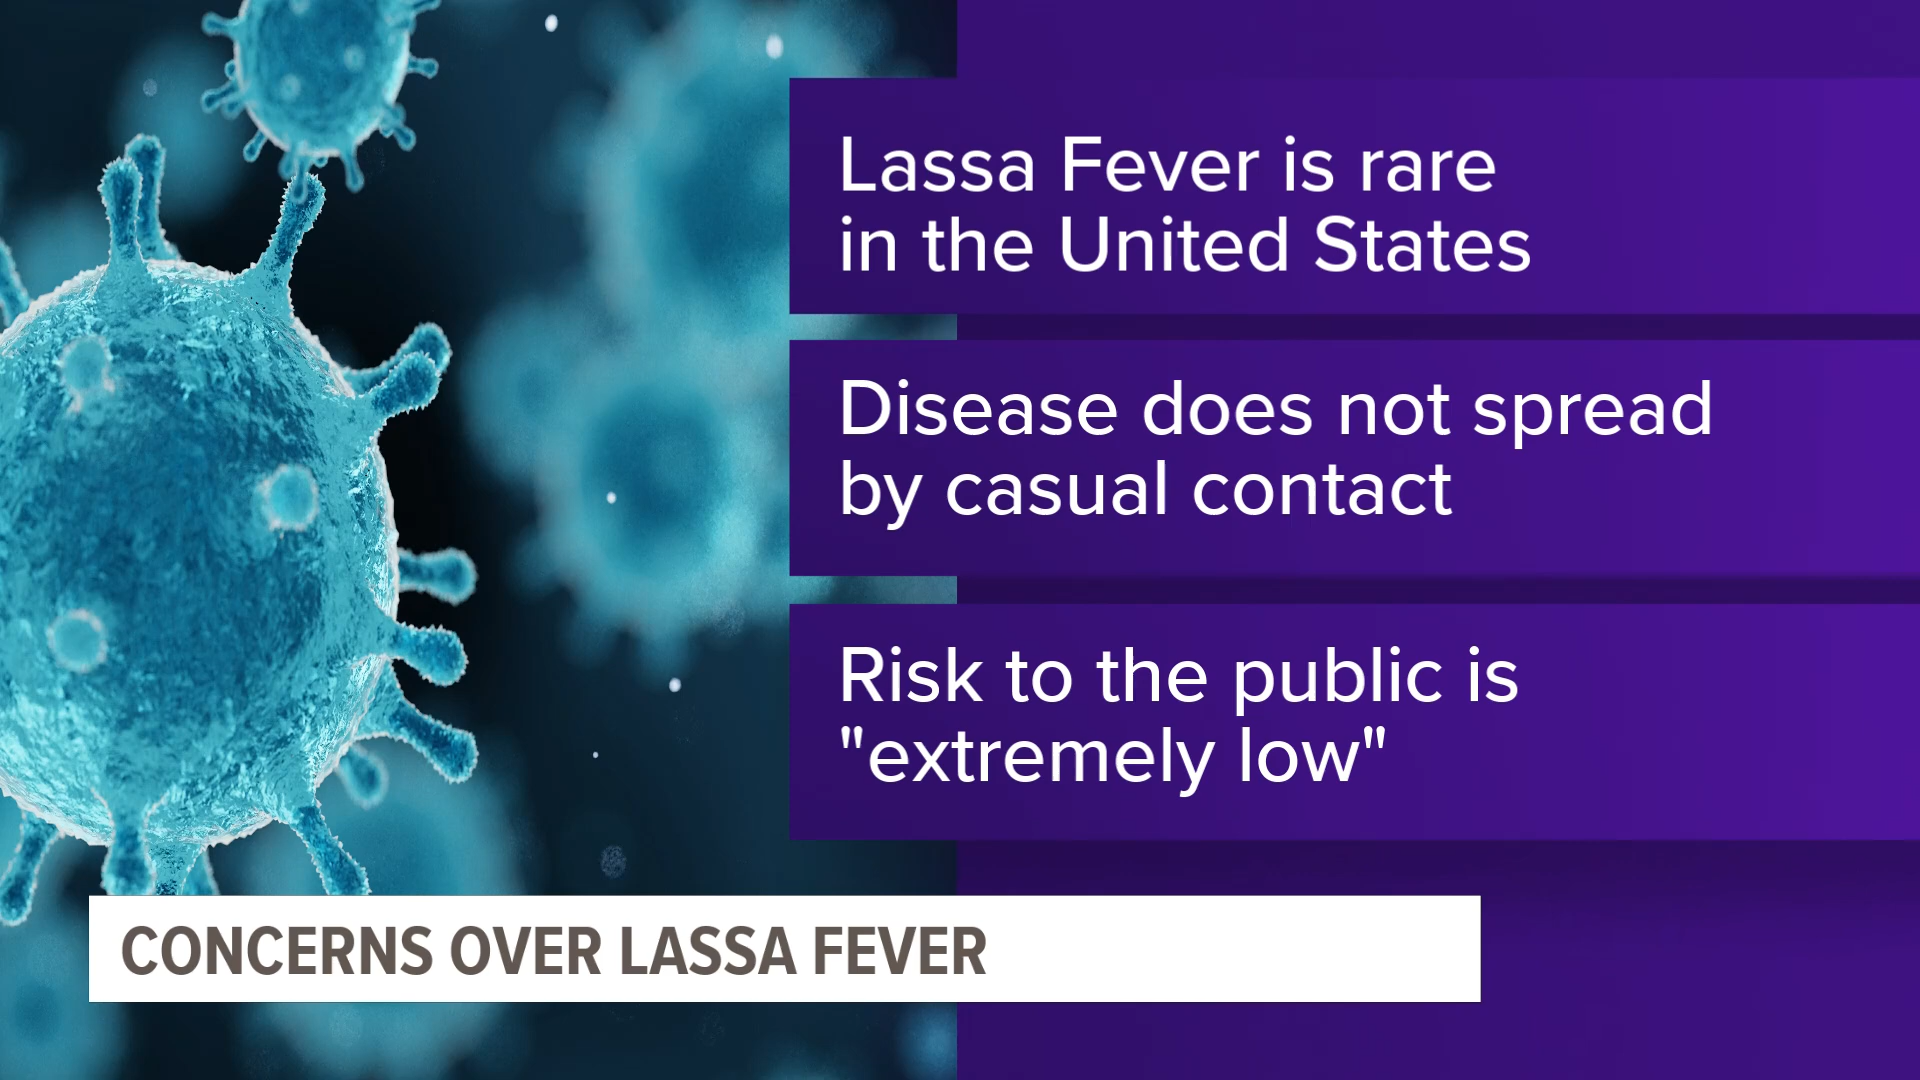 Lassa Fever is rare
in the United States
Disease does not spread
by casual contact
Risk to the public is
"extremely low"
CONCERNS OVER LASSA FEVER